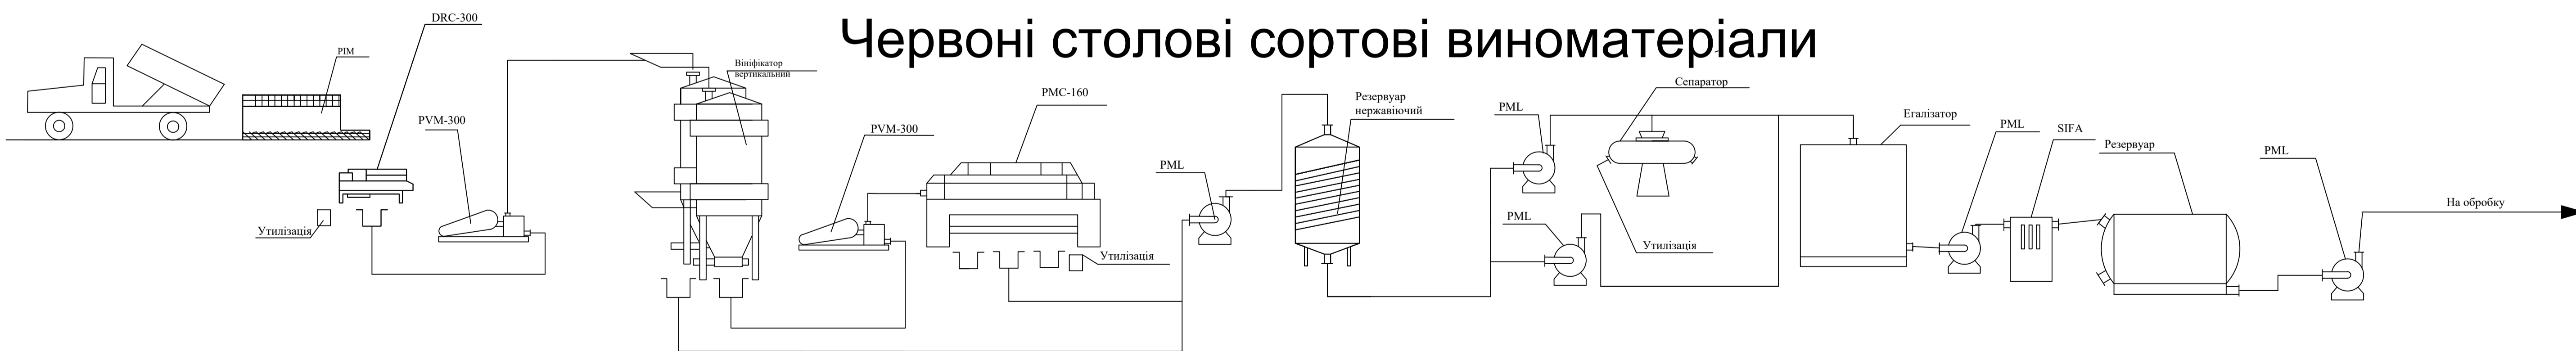 Червоні столові сортові виноматеріали
DRC-300
РІМ
Утилізація
PVM-300
Вініфікатор
вертикальний
PVM-300
РМС-160
Утилізація
PML
Резервуар
нержавіючий
PML
PML
Сепаратор
Утилізація
Егалізатор
PML
SIFA
Резервуар
PML
На обробку